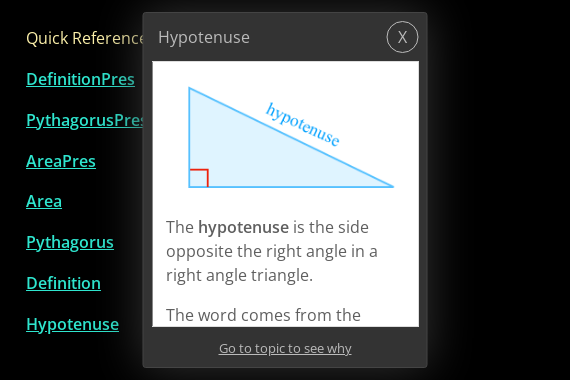 Quick Reference
DefinitionPres
PythagorusPres
AreaPres
Area
Pythagorus
Definition
Hypotenuse
Hypotenuse
X
hypotenuse
The hypotenuse is the side
opposite the right angle in a
right angle triangle.
The word comes from the
Go to topic to see why